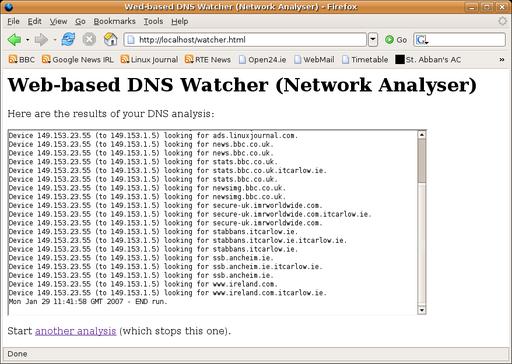 Wed-based DNS Watcher (Network Analyser) - Firefox
File Edit View Go Bookmarks Tools Help
http://localhost/watcher.html Go G
BBC Google News IRL Linux Journal RTE News Open24.ie WebMail Timetable St. Abban's AC »
Web-based DNS Watcher (Network Analyser)
Here are the results of your DNS analysis:
Device 149.153.23.55 (to 149.153.1.5) looking for ads.linuxjournal.com.
Device 149.153.23.55 (to 149.153.1.5) looking for news.bbc.co.uk.
Device 149.153.23.55 (to 149.153.1.5) looking for news.bbc.co.uk.
Device 149.153.23.55 (to 149.153.1.5) looking for stats.bbc.co.uk.
Device 149.153.23.55 (to 149.153.1.5) looking for stats.bbc.co.uk.itcarlow.ie.
Device 149.153.23.55 (to 149.153.1.5) looking for stats.bbc.co.uk.
Device 149.153.23.55 (to 149.153.1.5) looking for newsimg.bbc.co.uk.
Device 149.153.23.55 (to 149.153.1.5) looking for newsimg.bbc.co.uk.
Device 149.153.23.55 (to 149.153.1.5) looking for secure-uk.imrworldwide.com.
Device 149.153.23.55 (to 149.153.1.5) looking for secure-uk.imrworldwide.com.itcarlow.ie.
Device 149.153.23.55 (to 149.153.1.5) looking for secure-uk.imrworldwide.com.
Device 149.153.23.55 (to 149.153.1.5) looking for stabbans.itcarlow.ie.
Device 149.153.23.55 (to 149.153.1.5) looking for stabbans.itcarlow.ie.itcarlow.ie.
Device 149.153.23.55 (to 149.153.1.5) looking for stabbans.itcarlow.ie.
Device 149.153.23.55 (to 149.153.1.5) looking for ssb.ancheim.ie.
Device 149.153.23.55 (to 149.153.1.5) looking for ssb.ancheim.ie.itcarlow.ie.
Device 149.153.23.55 (to 149.153.1.5) looking for ssb.ancheim.ie.
Device 149.153.23.55 (to 149.153.1.5) looking for www.ireland.com.
Device 149.153.23.55 (to 149.153.1.5) looking for www.ireland.com.itcarlow.ie.
Mon Jan 29 11:41:58 GMT 2007 - END run.
Start another analysis (which stops this one).
Done